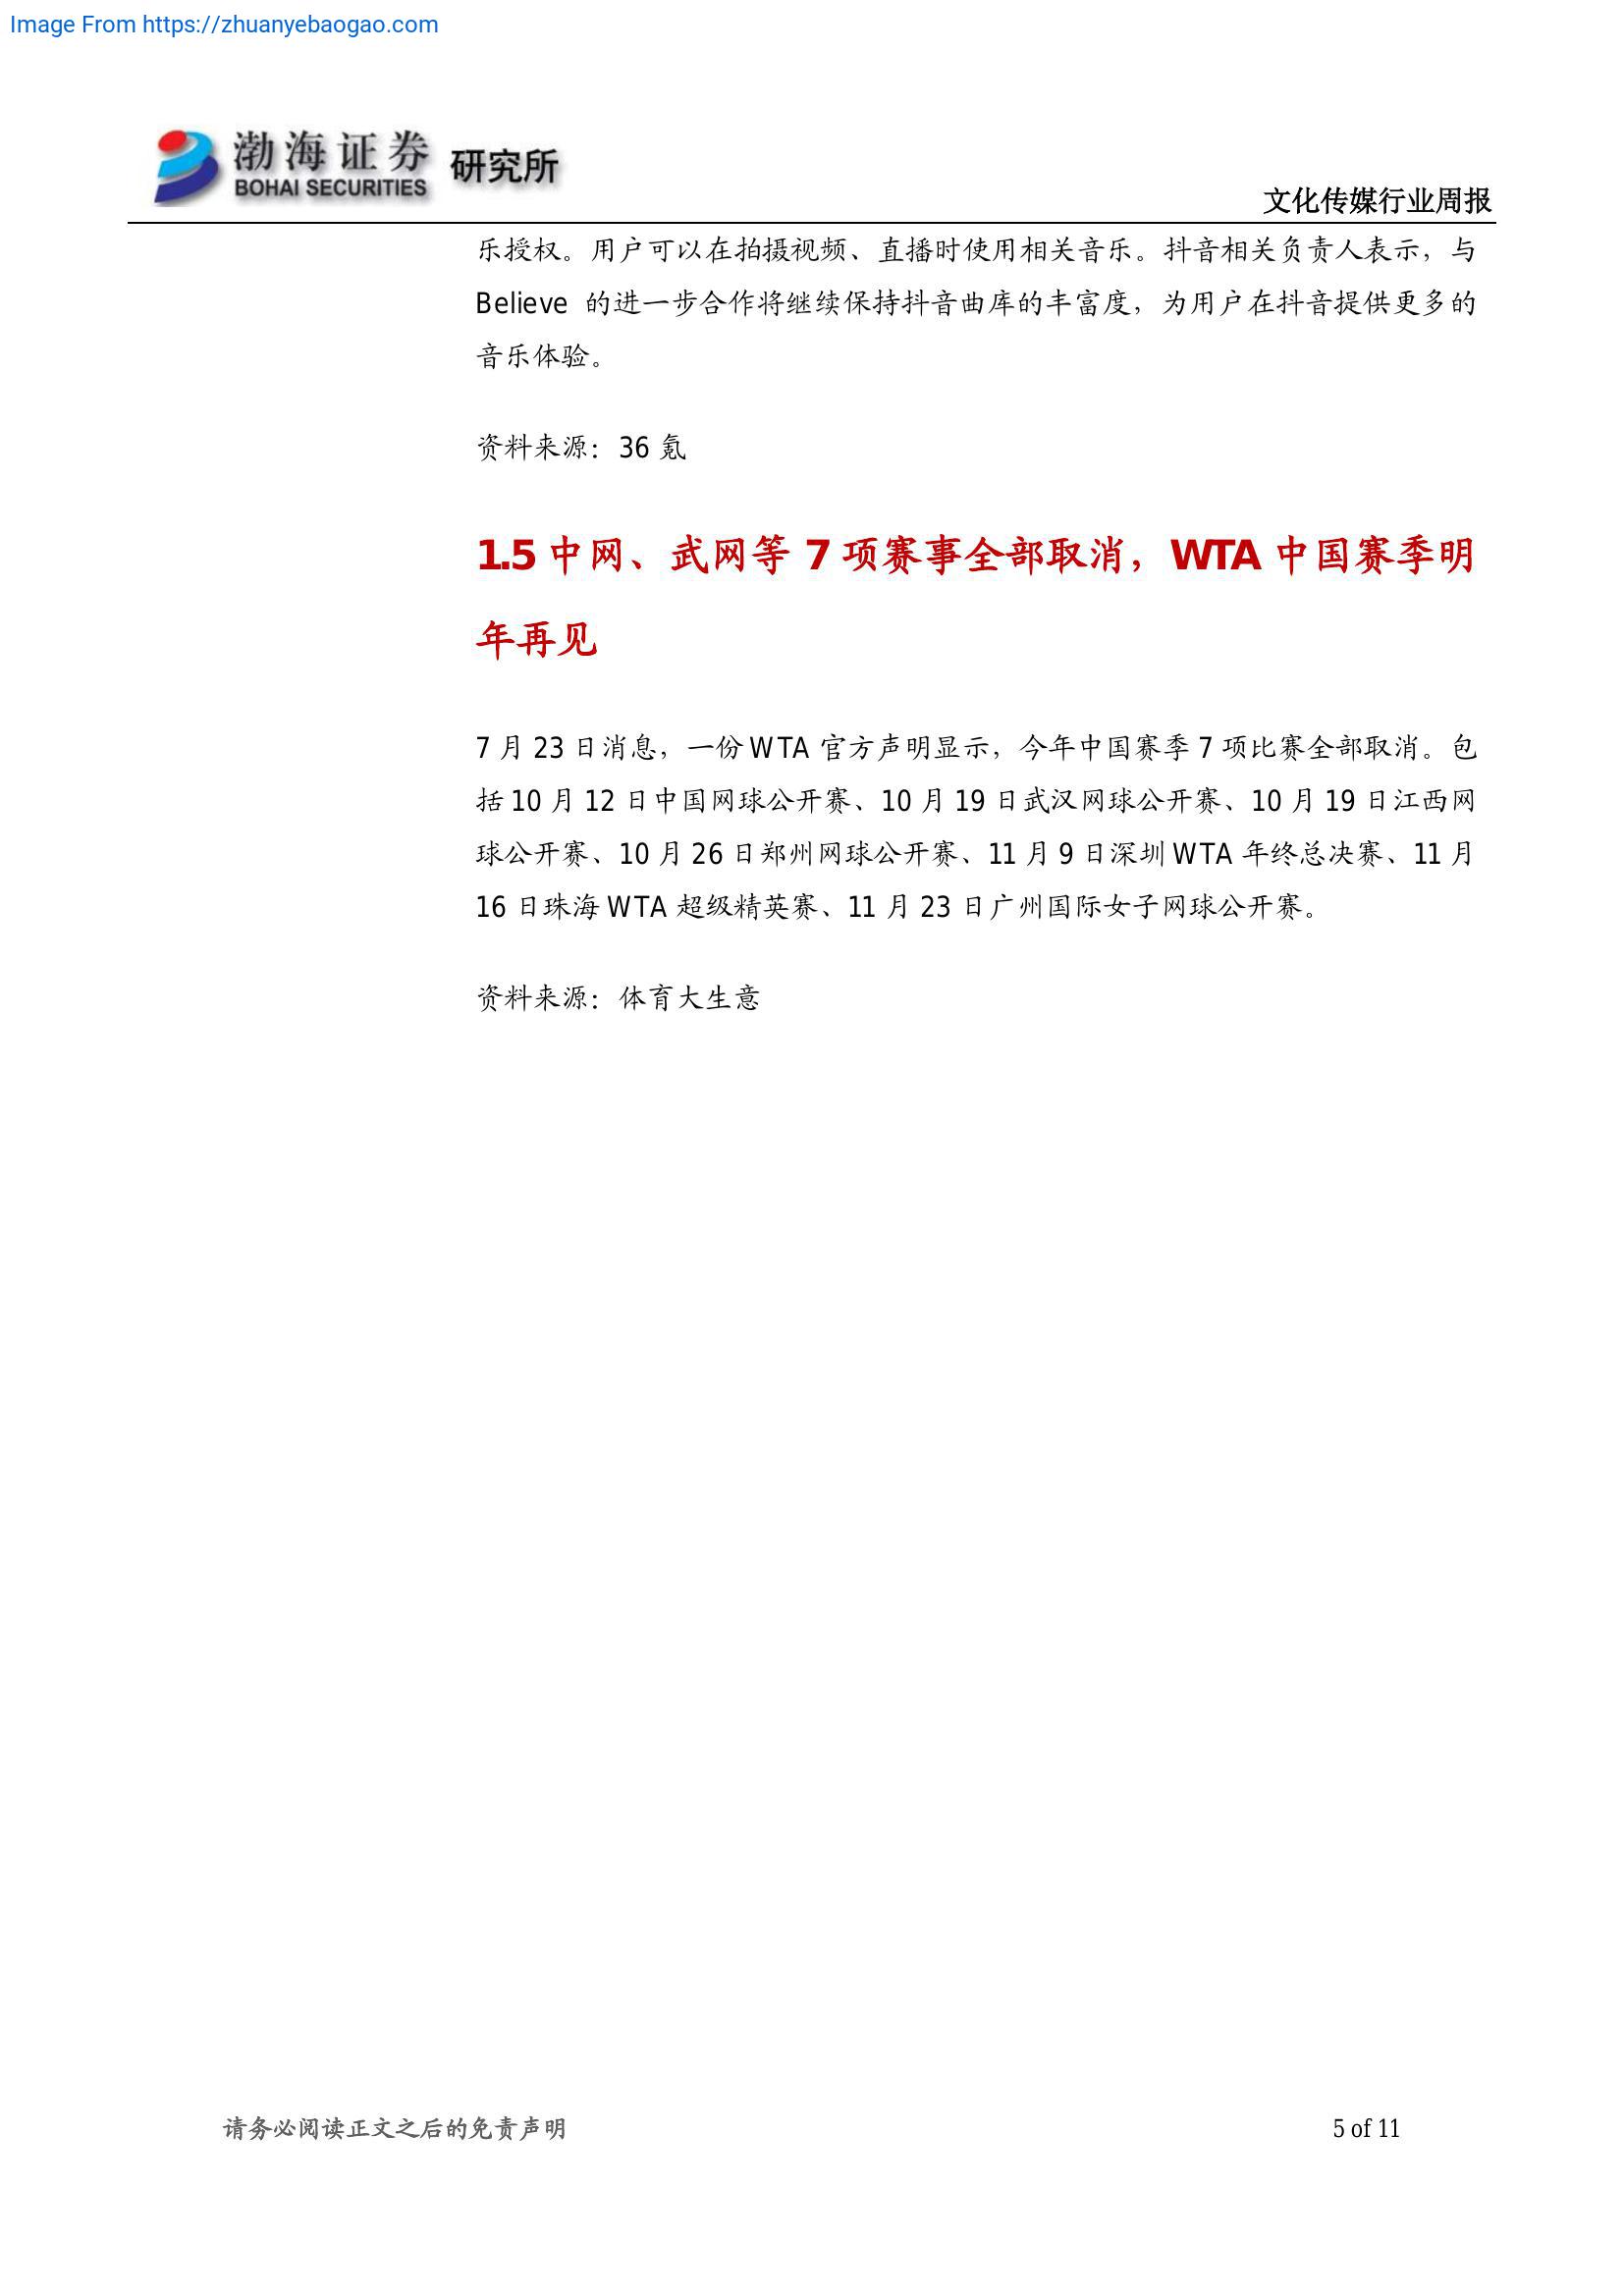 Image From https://zhuanyebaogao.com
渤海证券 研究所
BOHAI SECURITIES
文化传媒行业周报
乐授权。用户可以在拍摄视频、直播时使用相关音乐。抖音相关负责人表示，与
Believe 的进一步合作将继续保持抖音曲库的丰富度，为用户在抖音提供更多的
音乐体验。
资料来源：36 氪
1.5 中网、武网等 7 项赛事全部取消，WTA 中国赛季明
年再见
7 月 23 日消息，一份 WTA 官方声明显示，今年中国赛季 7 项比赛全部取消。包
括 10 月 12 日中国网球公开赛、10 月 19 日武汉网球公开赛、10 月 19 日江西网
球公开赛、10 月 26 日郑州网球公开赛、11 月 9 日深圳 WTA 年终总决赛、11 月
16 日珠海 WTA 超级精英赛、11 月 23 日广州国际女子网球公开赛。
资料来源：体育大生意
请务必阅读正文之后的免责声明
5 of 11